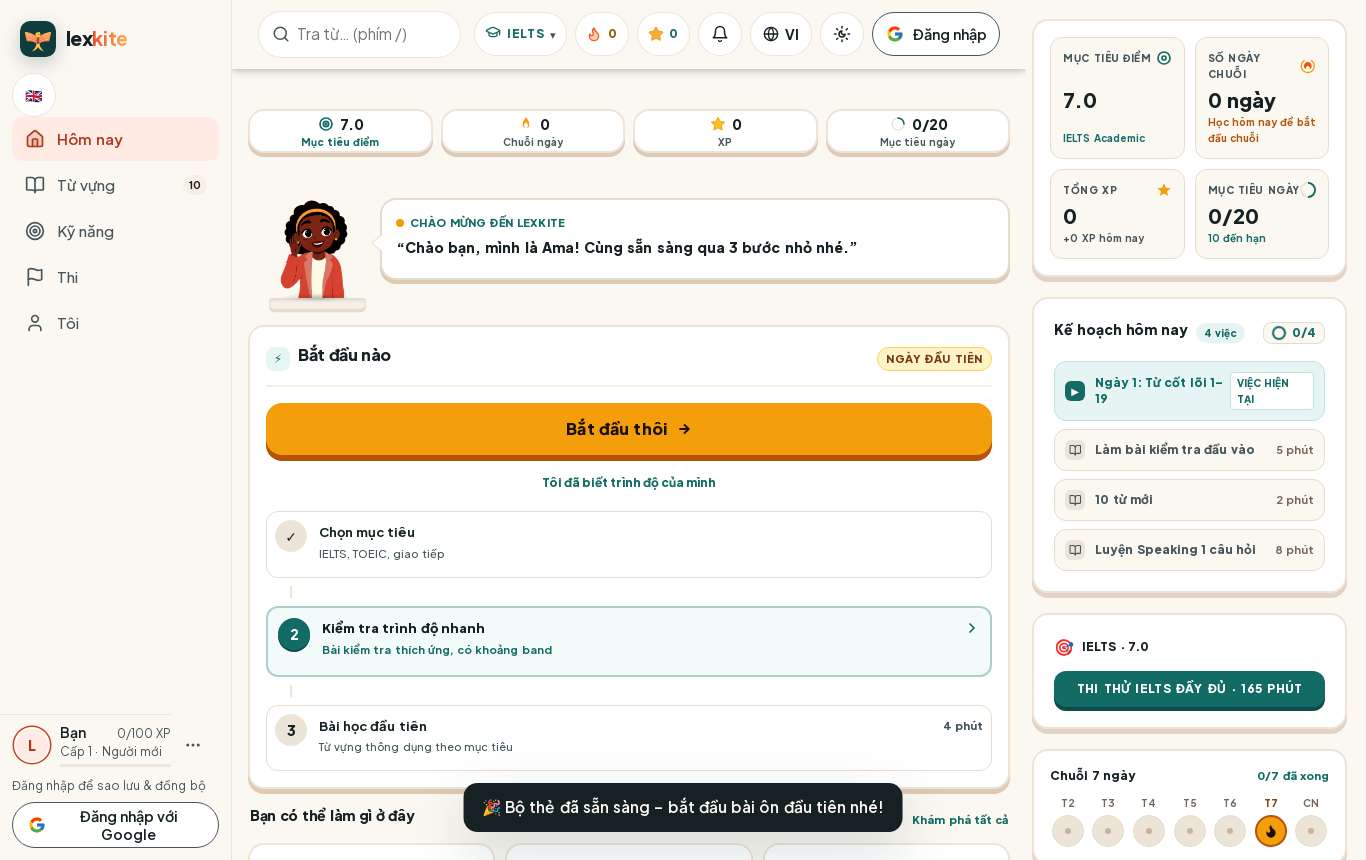 lexkite
Hôm nay
Từ vựng
10
Kỹ năng
Thi
Tôi
Bạn
0/100 XP
Cấp 1 · Người mới
L
Đăng nhập để sao lưu & đồng bộ
Đăng nhập với
Google
Tra từ... (phím /)
IELTS ▾
0
0
VI
Đăng nhập
7.0
Mục tiêu điểm
0
Chuỗi ngày
0
XP
0/20
Mục tiêu ngày
CHÀO MỪNG ĐẾN LEXKITE
“Chào bạn, mình là Ama! Cùng sẵn sàng qua 3 bước nhỏ nhé.”
⚡ Bắt đầu nào
NGÀY ĐẦU TIÊN
Bắt đầu thôi →
Tôi đã biết trình độ của mình
✓
Chọn mục tiêu
IELTS, TOEIC, giao tiếp
2
Kiểm tra trình độ nhanh
Bài kiểm tra thích ứng, có khoảng band
3
Bài học đầu tiên
4 phút
Từ vựng thông dụng theo mục tiêu
Bạn có thể làm gì ở đây
Khám phá tất cả
🎉 Bộ thẻ đã sẵn sàng – bắt đầu bài ôn đầu tiên nhé!
MỤC TIÊU ĐIỂM
7.0
IELTS Academic
SỐ NGÀY
CHUỖI
0 ngày
Học hôm nay để bắt
đầu chuỗi
TỔNG XP
0
+0 XP hôm nay
MỤC TIÊU NGÀY
0/20
10 đến hạn
Kế hoạch hôm nay
4 việc
0/4
Ngày 1: Từ cốt lõi 1–
19
VIỆC HIỆN
TẠI
Làm bài kiểm tra đầu vào
5 phút
10 từ mới
2 phút
Luyện Speaking 1 câu hỏi
8 phút
🎯 IELTS · 7.0
THI THỬ IELTS ĐẦY ĐỦ · 165 PHÚT
Chuỗi 7 ngày
0/7 đã xong
T2 T3 T4 T5 T6 T7 CN